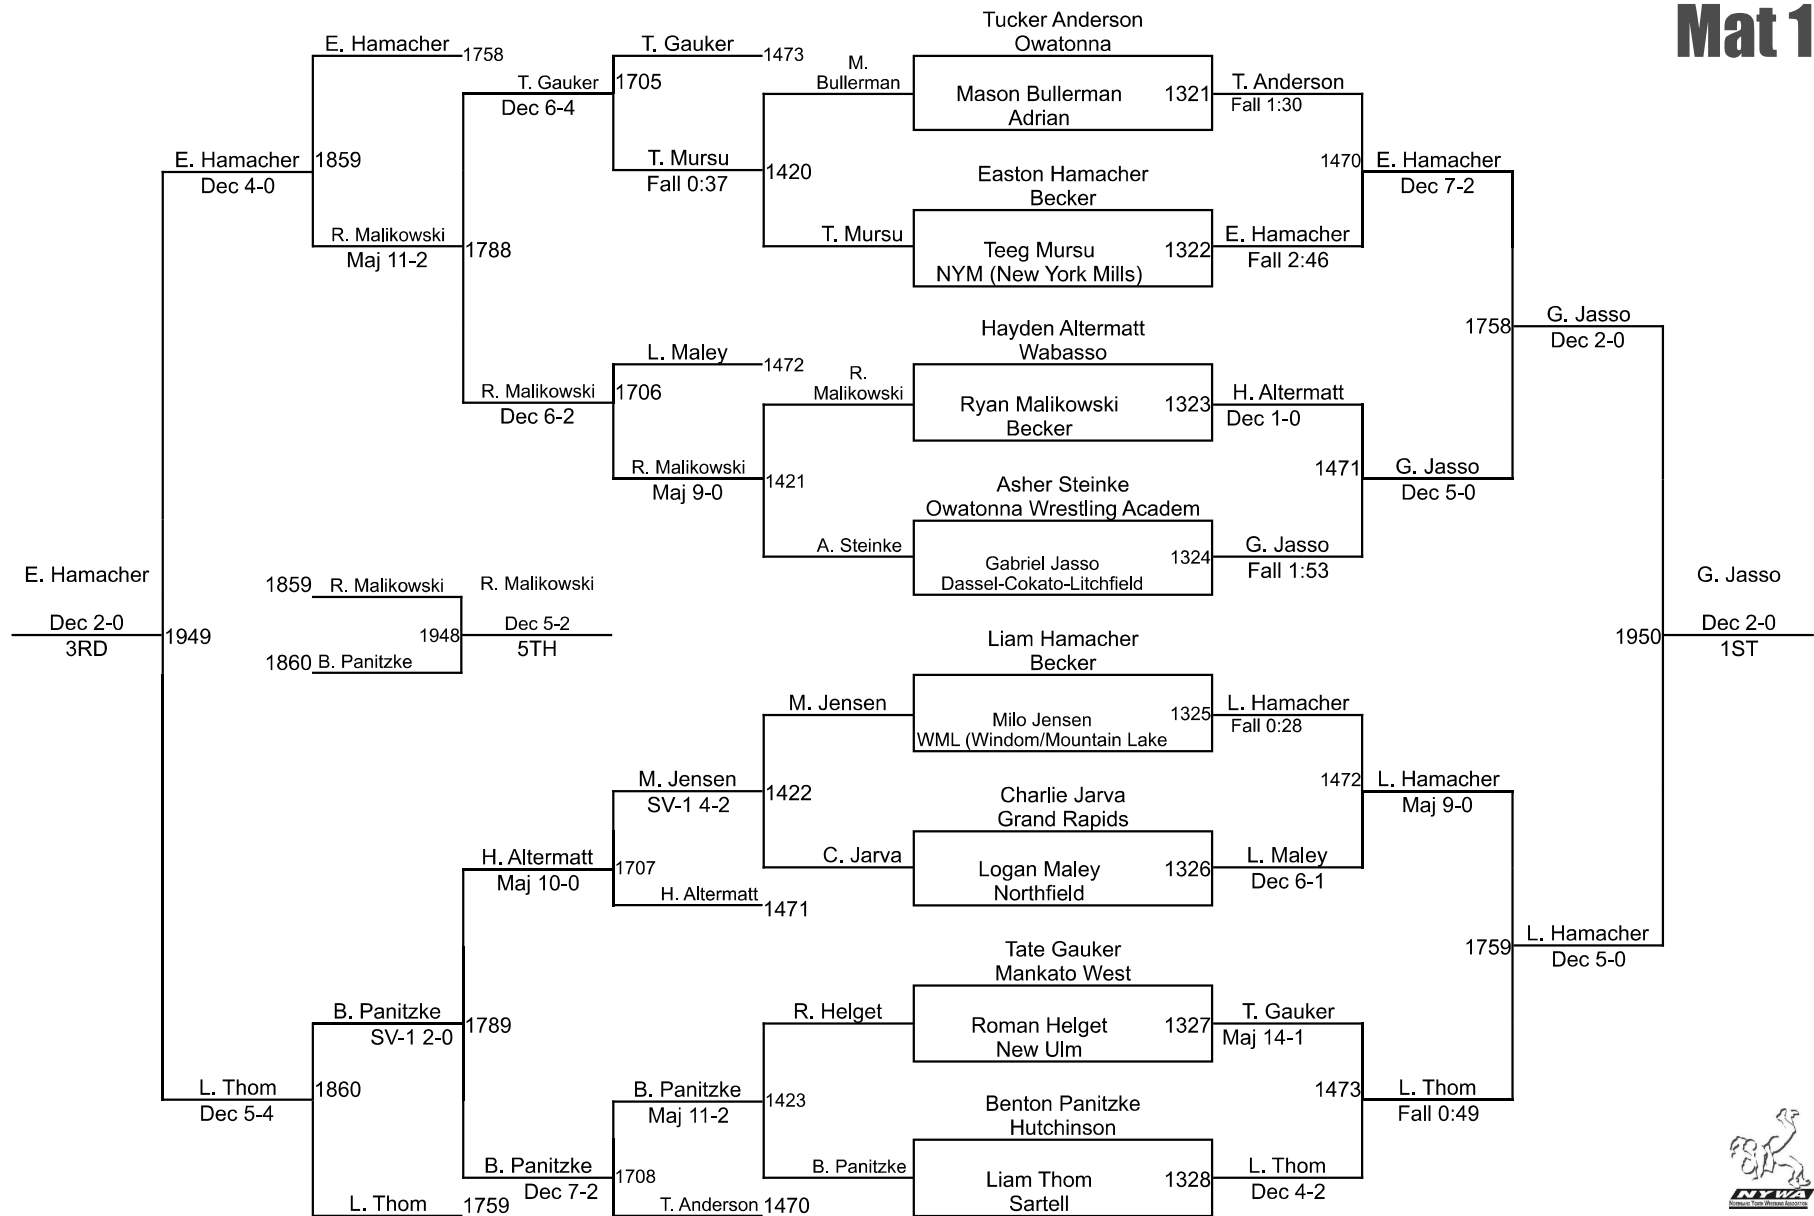 Mat 1
Tucker Anderson
Owatonna
E. Hamacher
1758
T. Gauker
1473
M.
Bullerman
T. Gauker
1705
Dec 6-4
Mason Bullerman
1321
Adrian
T. Anderson
Fall 1:30
E. Hamacher
1859
Dec 4-0
T. Mursu
1420
Fall 0:37
Easton Hamacher
Becker
1470
E. Hamacher
Dec 7-2
R. Malikowski
1788
Maj 11-2
T. Mursu
Teeg Mursu
1322
NYM (New York Mills)
E. Hamacher
Fall 2:46
Hayden Altermatt
Wabasso
1758
G. Jasso
Dec 2-0
L. Maley
1472
R. Malikowski
1706
Dec 6-2
R.
Malikowski
Ryan Malikowski
1323
Becker
H. Altermatt
Dec 1-0
R. Malikowski
1421
Maj 9-0
Asher Steinke
Owatonna Wrestling Academ
1471
G. Jasso
Dec 5-0
A. Steinke
Gabriel Jasso
1324
Dassel-Cokato-Litchfield
G. Jasso
Fall 1:53
E. Hamacher
Dec 2-0
3RD
1949
1859
R. Malikowski
1860
B. Panitzke
1948
R. Malikowski
Dec 5-2
5TH
Liam Hamacher
Becker
1950
G. Jasso
Dec 2-0
1ST
M. Jensen
Milo Jensen
1325
WML (Windom/Mountain Lake
L. Hamacher
Fall 0:28
M. Jensen
1422
SV-1 4-2
Charlie Jarva
Grand Rapids
1472
L. Hamacher
Maj 9-0
H. Altermatt
1707
Maj 10-0
H. Altermatt
1471
C. Jarva
Logan Maley
1326
Northfield
L. Maley
Dec 6-1
Tate Gauker
Mankato West
1759
L. Hamacher
Dec 5-0
B. Panitzke
1789
SV-1 2-0
R. Helget
Roman Helget
1327
New Ulm
T. Gauker
Maj 14-1
L. Thom
1860
Dec 5-4
B. Panitzke
1423
Maj 11-2
Benton Panitzke
Hutchinson
1473
L. Thom
Fall 0:49
B. Panitzke
1708
Dec 7-2
B. Panitzke
Liam Thom
1328
Sartell
L. Thom
Dec 4-2
L. Thom
1759
T. Anderson
1470
NYWA
Northland Youth Wrestling Association